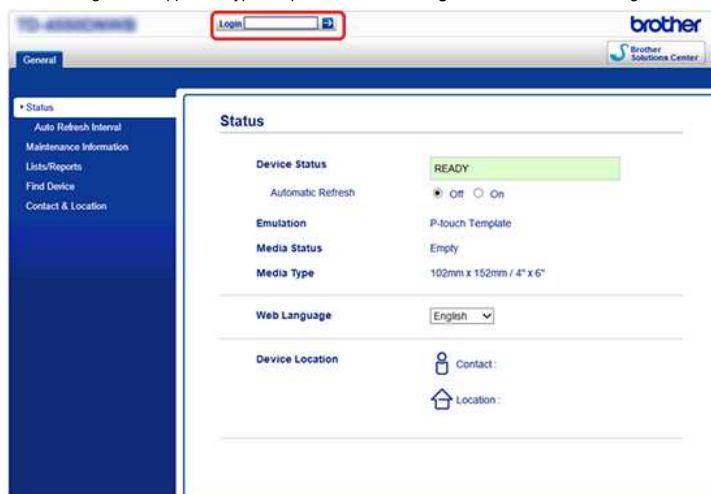 Login
brother
Brother
Solutions Center
General
Status
Auto Refresh Interval
Maintenance Information
Lists/Reports
Find Device
Contact & Location
Status
Device Status
READY
Automatic Refresh
Off
On
Emulation
P-touch Template
Media Status
Empty
Media Type
102mm x 152mm / 4" x 6"
Web Language
English
Device Location
Contact :
Location :